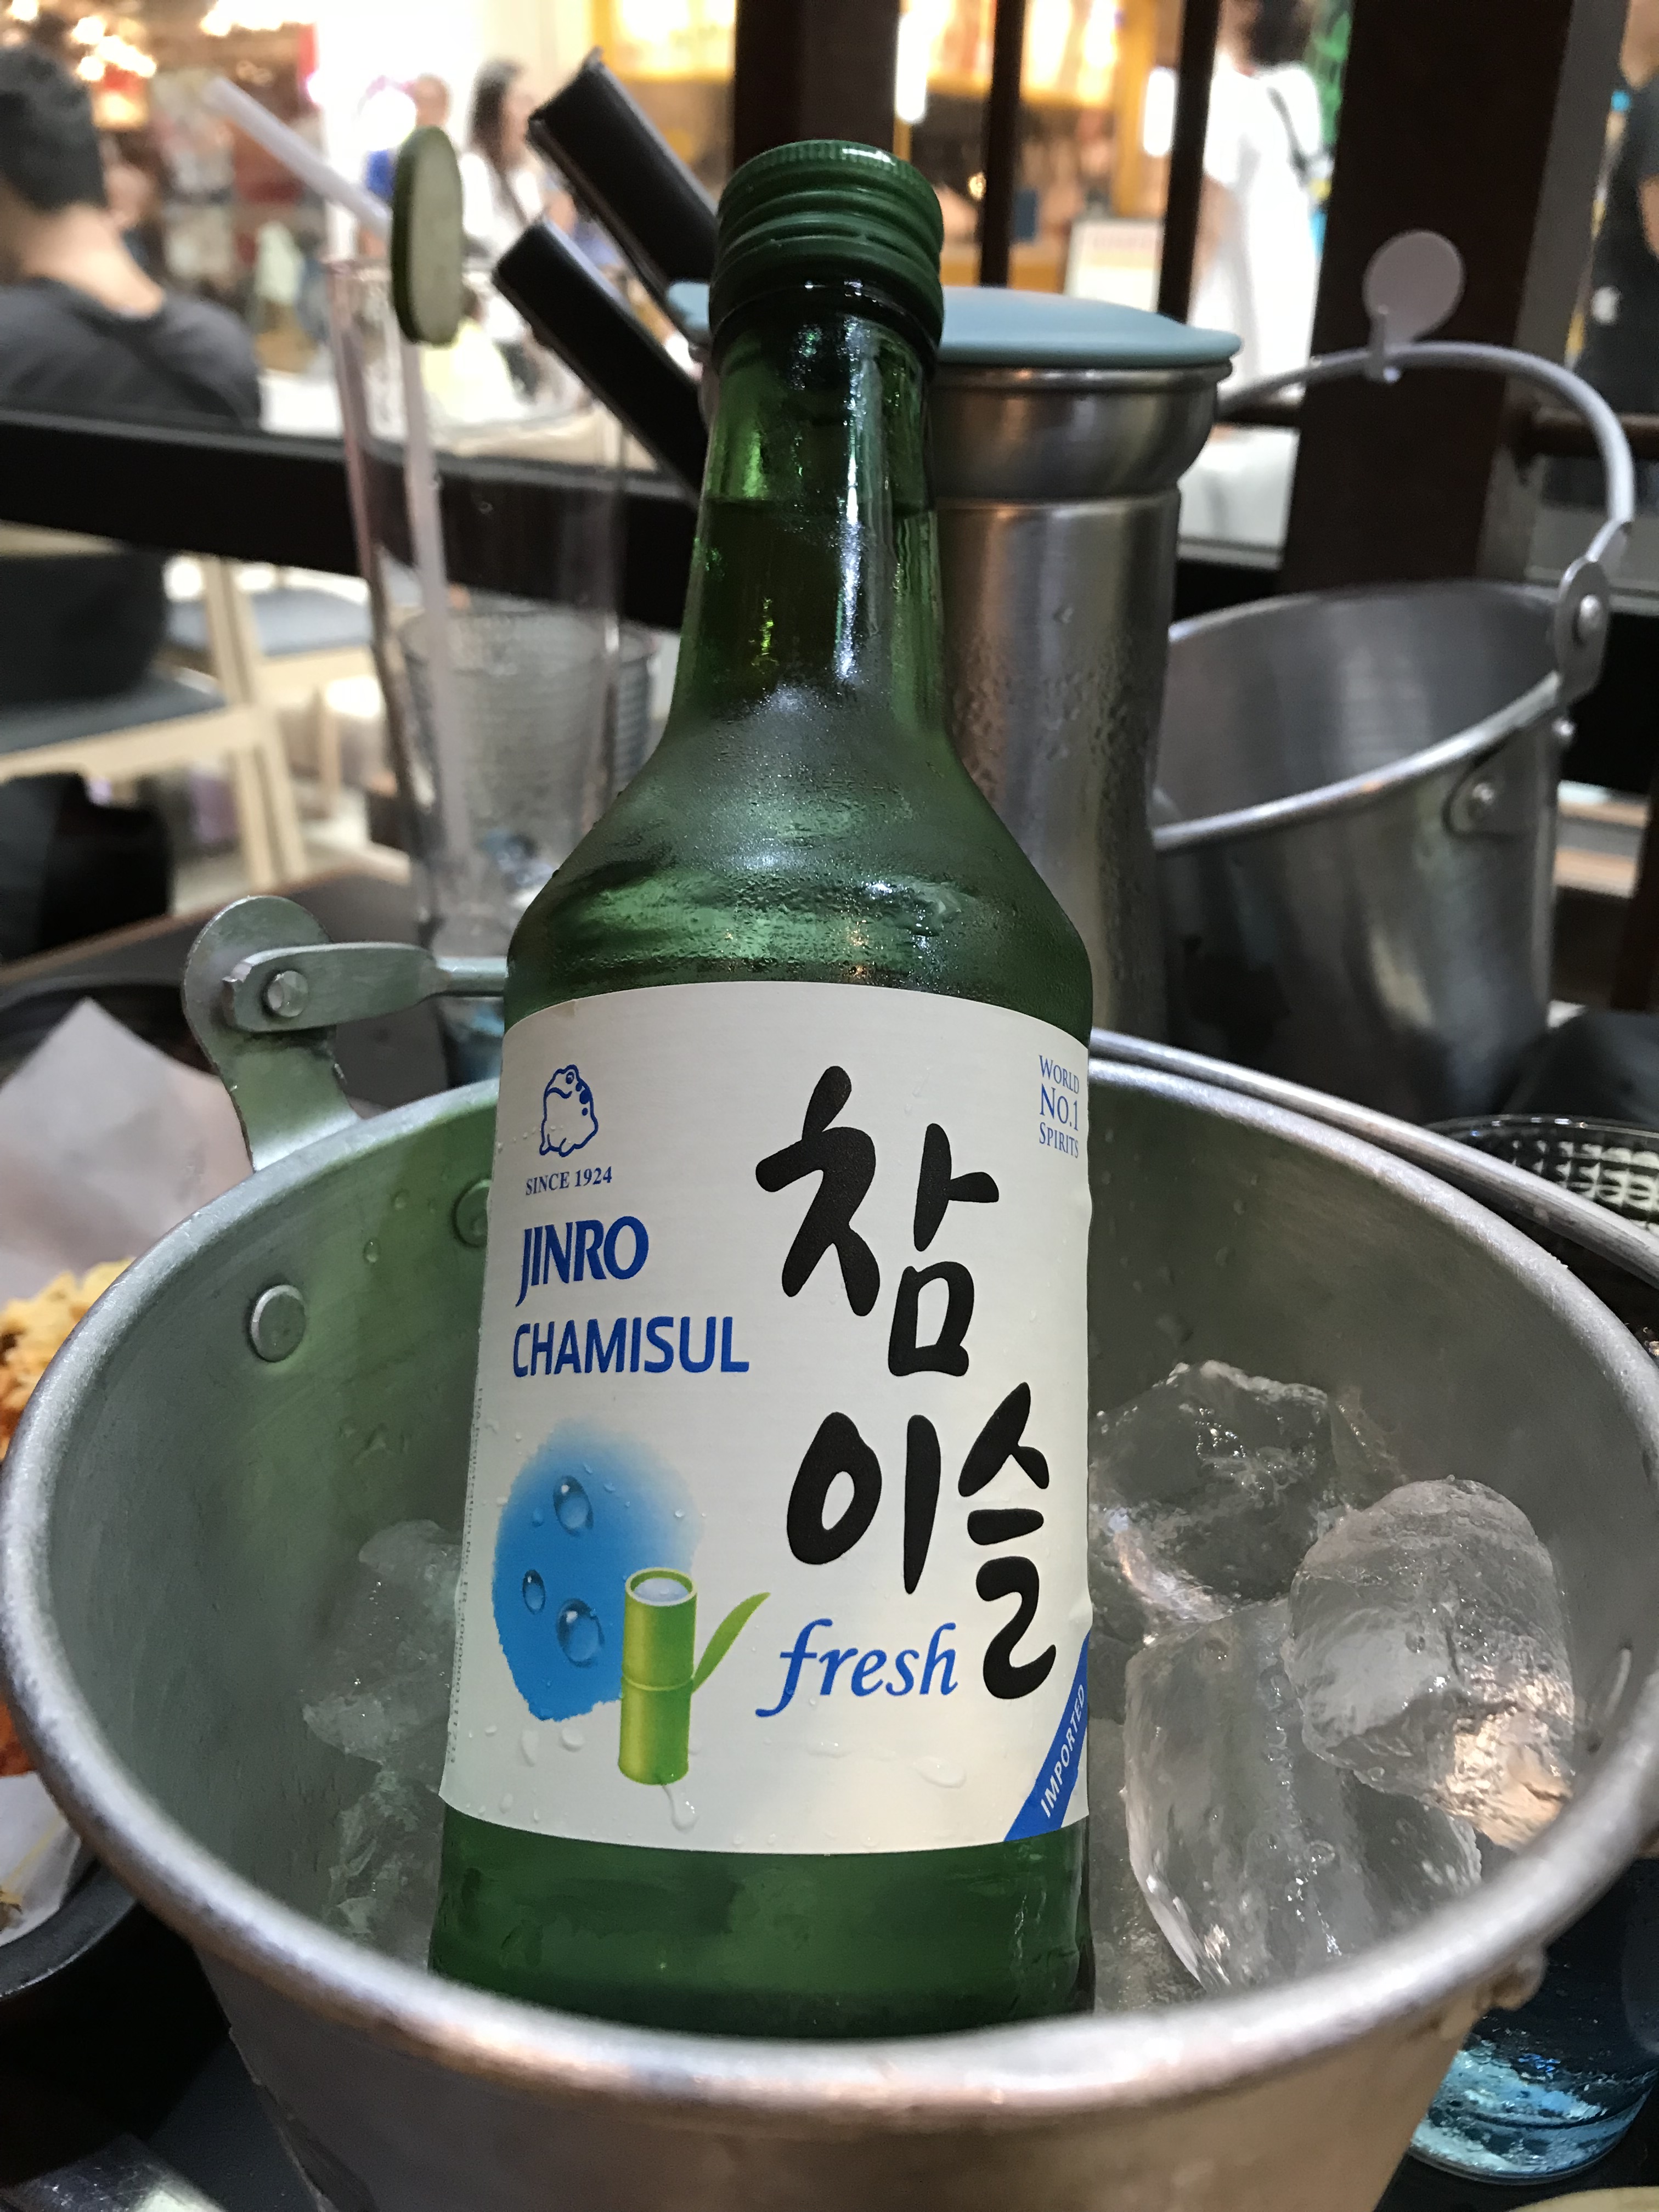 SINCE 1924
JINRO
CHAMISUL
참
이슬
fresh
WORLD
NO.1
SPIRITS
IMPORTED